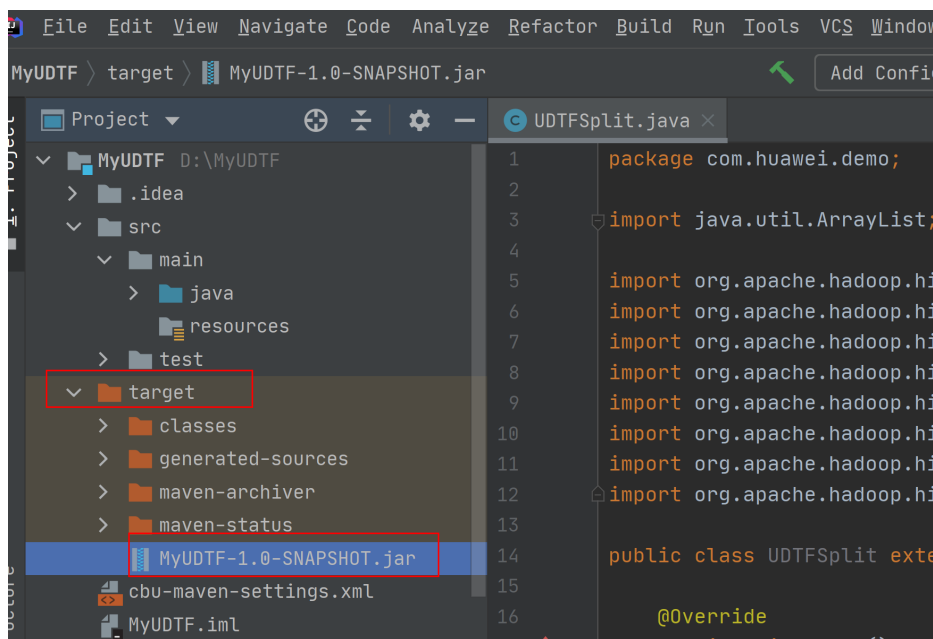 File Edit View Navigate Code Analyze Refactor Build Run Tools VCS Window
MyUDTF target MyUDTF-1.0-SNAPSHOT.jar Add Confi
Project
UDTFSplit.java
MyUDTF D:\MyUDTF
.idea
src
main
java
resources
test
target
classes
generated-sources
maven-archiver
maven-status
MyUDTF-1.0-SNAPSHOT.jar
cbu-maven-settings.xml
MyUDTF.iml
1 package com.huawei.demo;
2
3 import java.util.ArrayList;
4
5 import org.apache.hadoop.hi
6 import org.apache.hadoop.hi
7 import org.apache.hadoop.hi
8 import org.apache.hadoop.hi
9 import org.apache.hadoop.hi
10 import org.apache.hadoop.hi
11 import org.apache.hadoop.hi
12 import org.apache.hadoop.hi
13
14 public class UDTFSplit exte
15
16 @Override